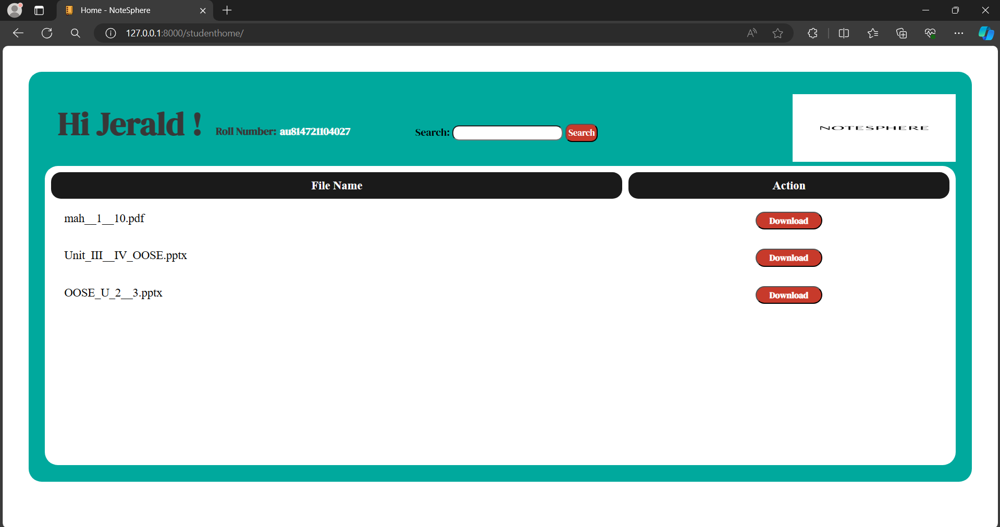 Home - NoteSphere
127.0.0.1:8000/studenthome/
Hi Jerald !
Roll Number: au814721104027
Search: Search
NOTESPHERE
File Name Action
mah__1__10.pdf Download
Unit_III__IV_OOSE.pptx Download
OOSE_U_2__3.pptx Download